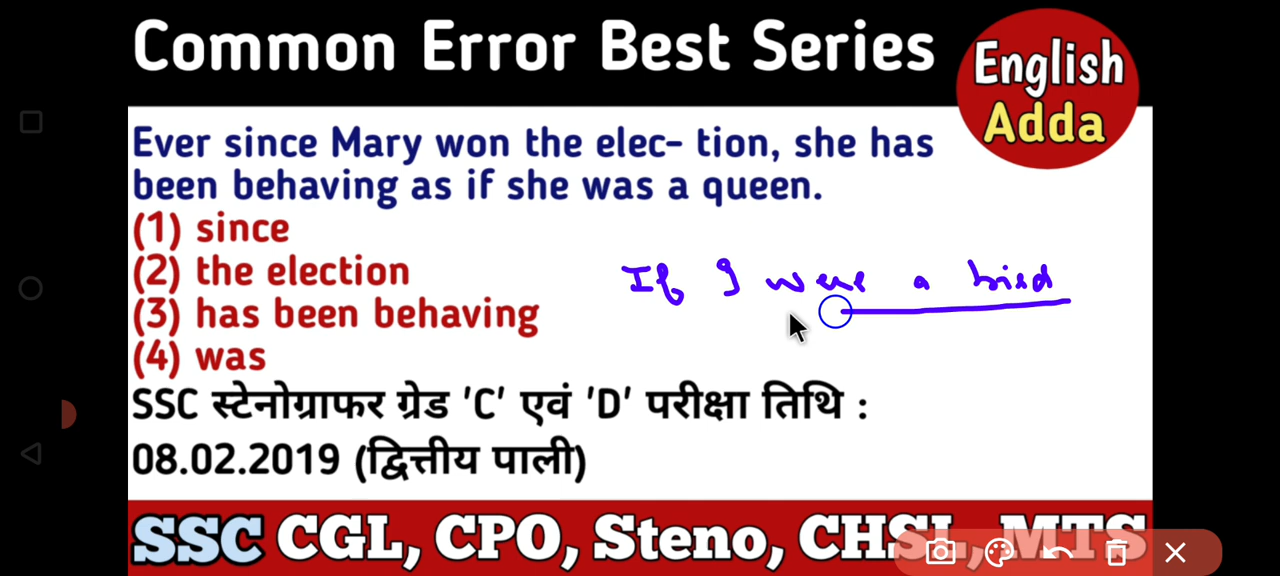 Common Error Best Series
English
Adda
Ever since Mary won the elec- tion, she has
been behaving as if she was a queen.
(1) since
(2) the election
(3) has been behaving
(4) was
If I were a bird
SSC स्टेनोग्राफर ग्रेड 'C' एवं 'D' परीक्षा तिथि :
08.02.2019 (द्वित्तीय पाली)
SSC CGL, CPO, Steno, CHSL, MTS